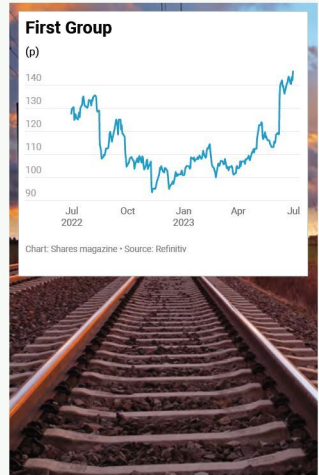 First Group
(p)
140
130
120
110
100
90
Jul
2022
Oct
Jan
2023
Apr
Jul
Chart: Shares magazine • Source: Refinitiv